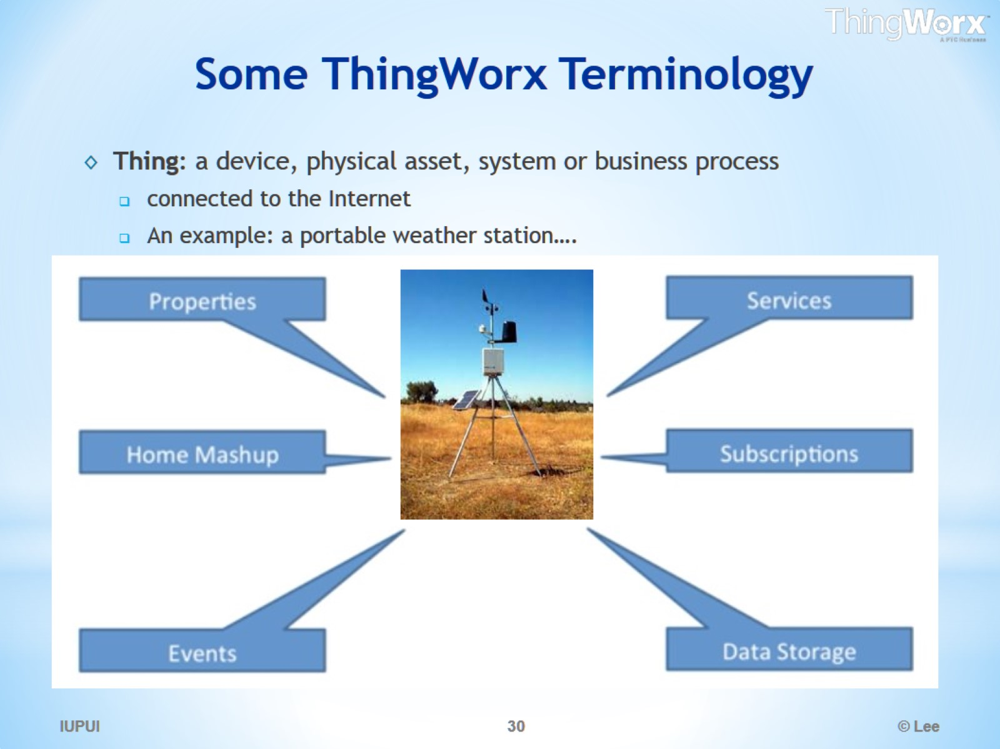 ThingWorx
A PTC Business
Some ThingWorx Terminology
Thing: a device, physical asset, system or business process
connected to the Internet
An example: a portable weather station....
Properties
Services
Home Mashup
Subscriptions
Events
Data Storage
IUPUI
30
© Lee